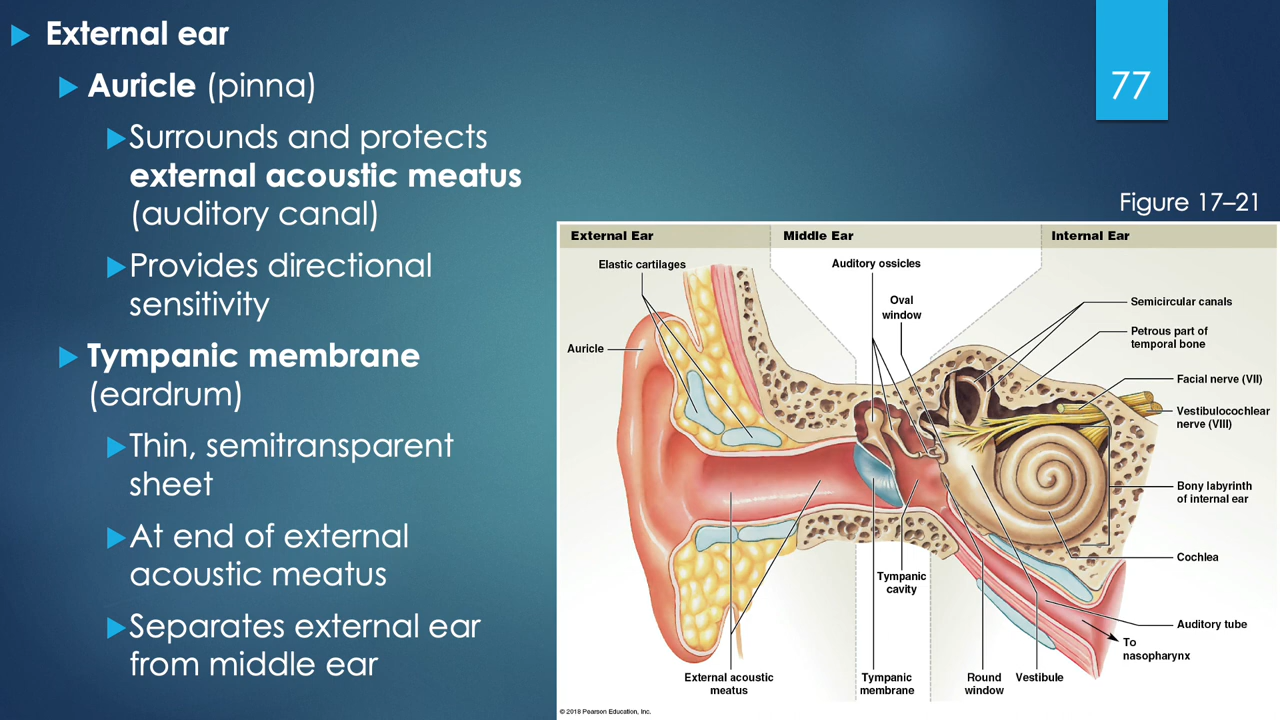 External ear
Auricle (pinna)
Surrounds and protects
external acoustic meatus
(auditory canal)
Provides directional
sensitivity
Tympanic membrane
(eardrum)
Thin, semitransparent
sheet
At end of external
acoustic meatus
Separates external ear
from middle ear
77
Figure 17–21
External Ear
Middle Ear
Internal Ear
Elastic cartilages
Auditory ossicles
Oval
window
Semicircular canals
Petrous part of
temporal bone
Auricle
Facial nerve (VII)
Vestibulocochlear
nerve (VIII)
Bony labyrinth
of internal ear
Cochlea
Tympanic
cavity
Auditory tube
To
nasopharynx
External acoustic
meatus
Tympanic
membrane
Round
window
Vestibule
© 2018 Pearson Education, Inc.